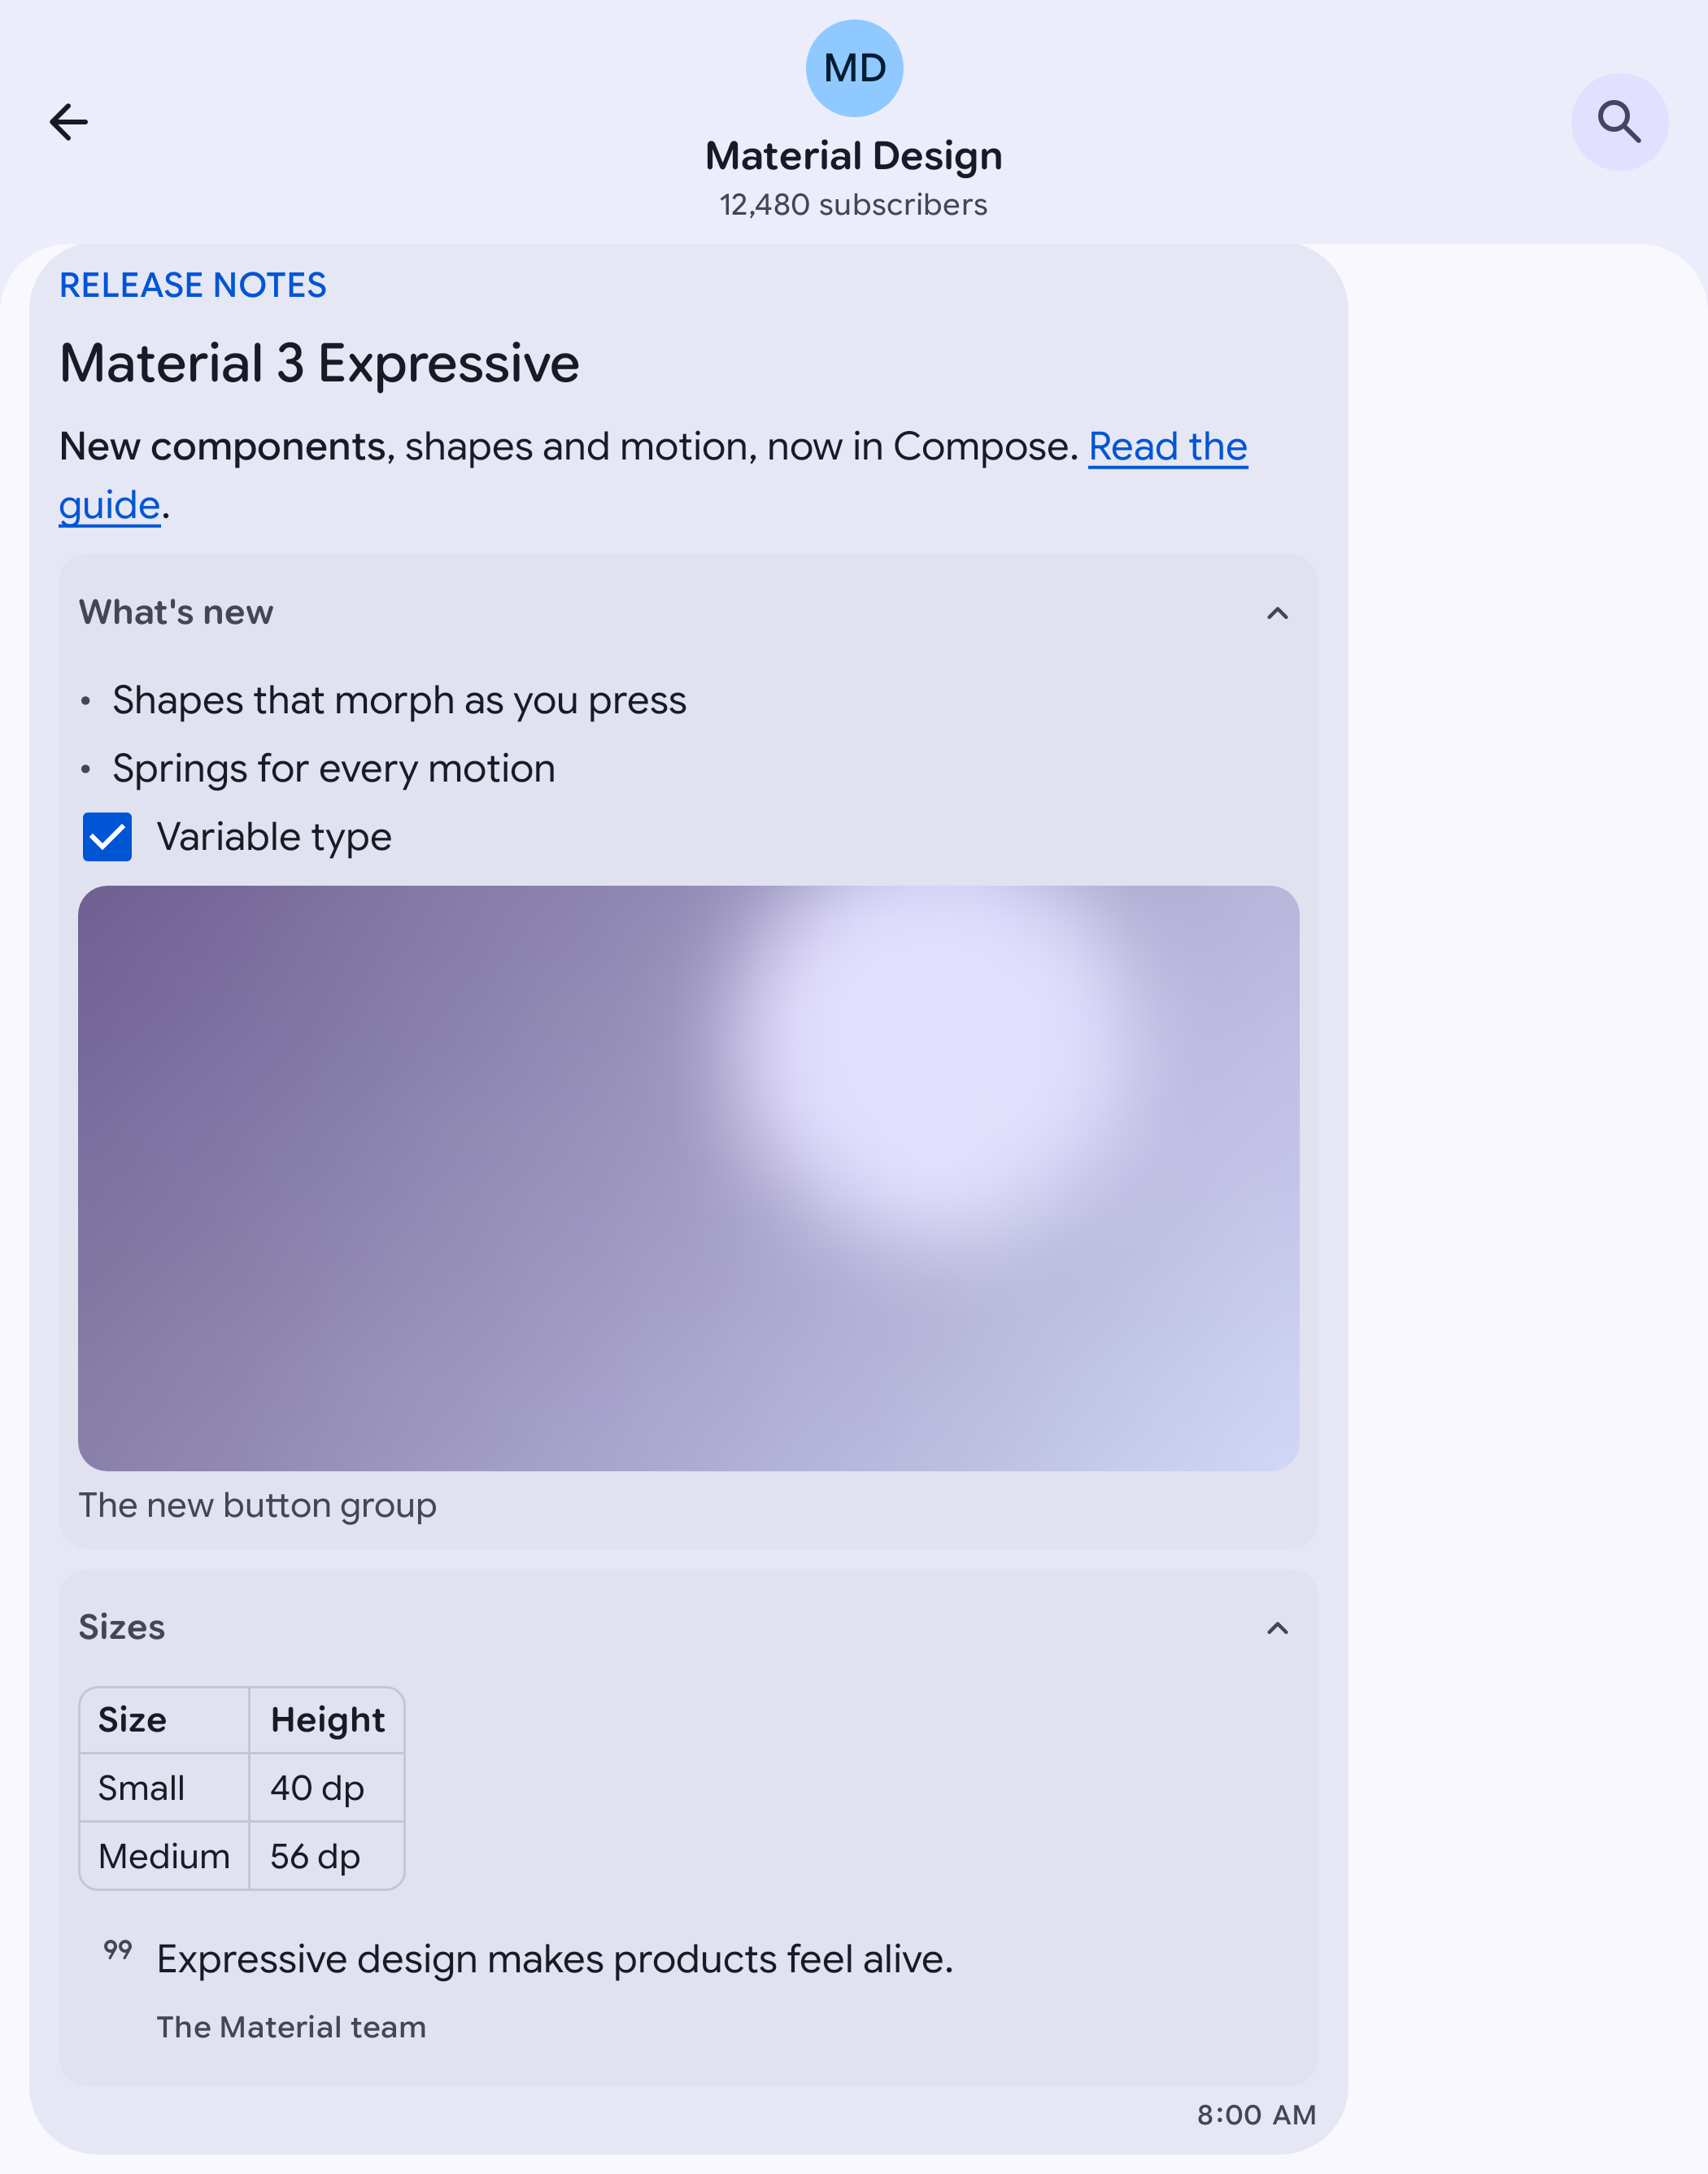 MD
Material Design
12,480 subscribers
RELEASE NOTES
Material 3 Expressive
New components, shapes and motion, now in Compose. Read the
guide.
What's new
• Shapes that morph as you press
• Springs for every motion
Variable type
The new button group
Sizes
Size Height
Small 40 dp
Medium 56 dp
” Expressive design makes products feel alive.
The Material team
8:00 AM